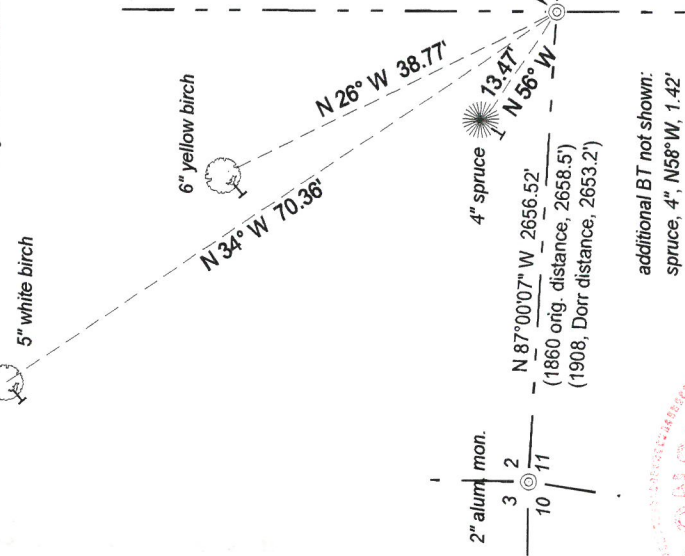 5" white birch
6" yellow birch
N 26° W 38.77'
N 34° W 70.36'
4" spruce
13.47'
N 56° W
N 87°00'07" W 2656.52'
(1860 orig. distance, 2658.5')
(1908, Dorr distance, 2653.2')
2" alum. mon.
3 2
10 11
additional BT not shown:
spruce, 4", N58°W, 1.42'